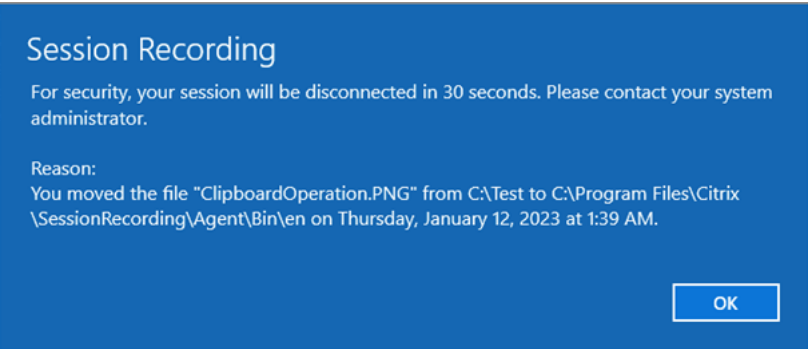 Session Recording
For security, your session will be disconnected in 30 seconds. Please contact your system
administrator.
Reason:
You moved the file "ClipboardOperation.PNG" from C:\Test to C:\Program Files\Citrix
\SessionRecording\Agent\Bin\en on Thursday, January 12, 2023 at 1:39 AM.
OK